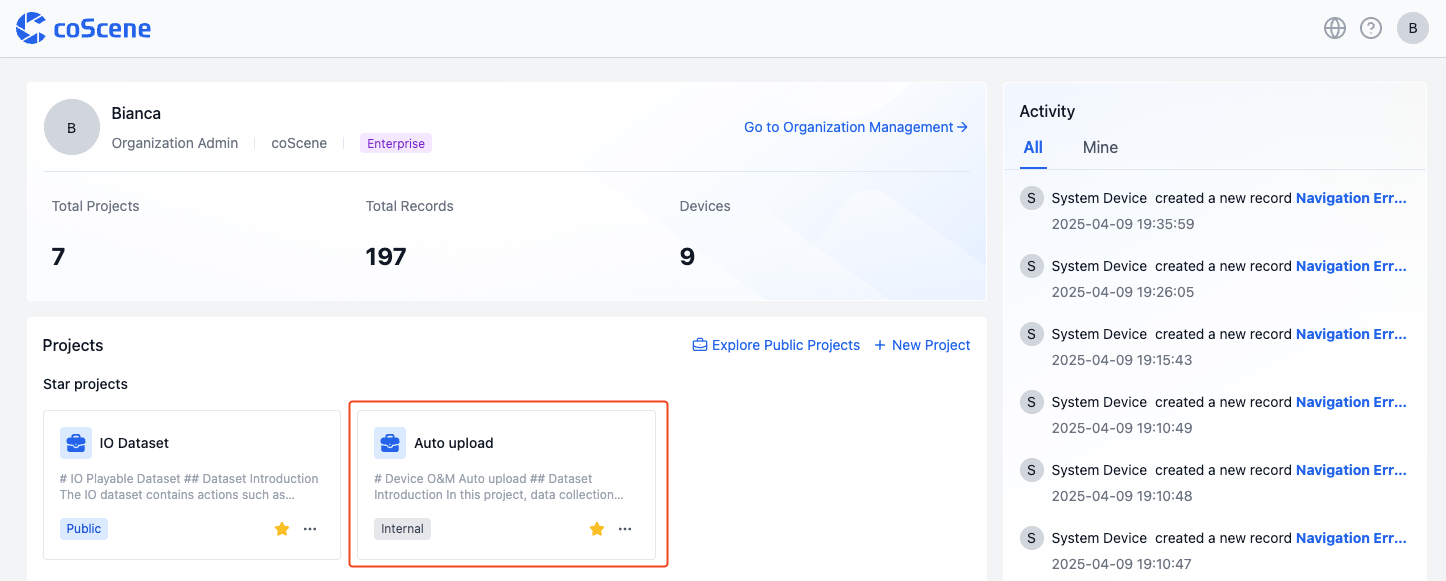 coScene
B
B
Bianca
Organization Admin
coScene
Enterprise
Go to Organization Management →
Total Projects
Total Records
Devices
7
197
9
Projects
Explore Public Projects
+ New Project
Star projects
IO Dataset
# IO Playable Dataset ## Dataset Introduction
The IO dataset contains actions such as...
Public
Auto upload
# Device O&M Auto upload ## Dataset
Introduction In this project, data collection...
Internal
Activity
All
Mine
S
System Device created a new record Navigation Err...
2025-04-09 19:35:59
S
System Device created a new record Navigation Err...
2025-04-09 19:26:05
S
System Device created a new record Navigation Err...
2025-04-09 19:15:43
S
System Device created a new record Navigation Err...
2025-04-09 19:10:49
S
System Device created a new record Navigation Err...
2025-04-09 19:10:48
S
System Device created a new record Navigation Err...
2025-04-09 19:10:47